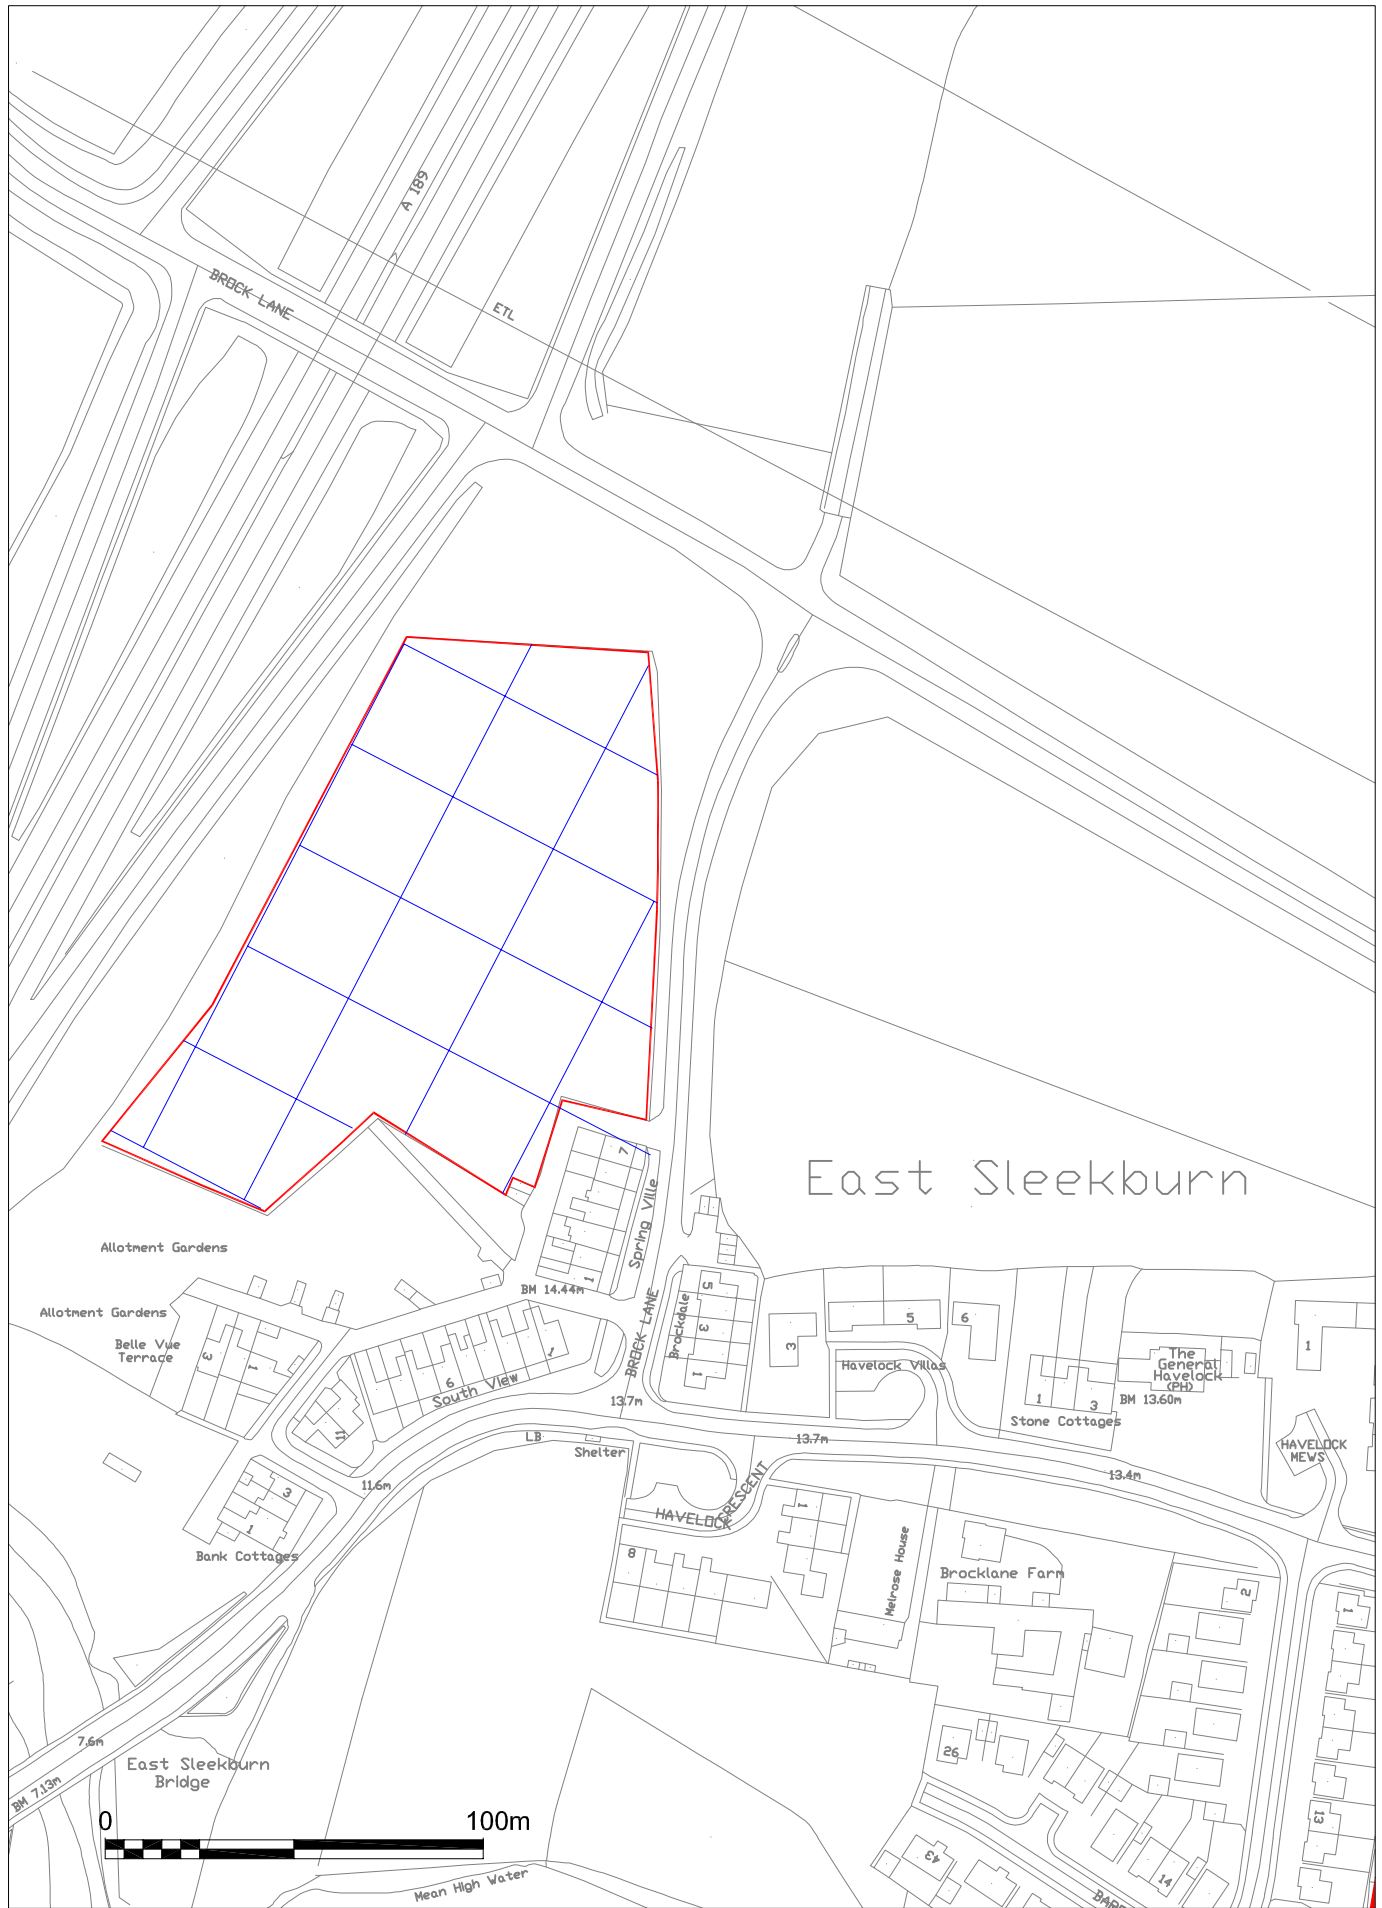 A 189
BROCK LANE
ETL
East Sleekburn
7
Spring Ville
1
BM 14.44m
Allotment Gardens
Allotment Gardens
Belle Vue
Terrace
3
1
BROCK LANE
Brockdale
5
3
1
3
5
6
Havelock Villas
1
3
Stone Cottages
The
General
Havelock
(PH)
BM 13.60m
1
HAVELOCK
MEWS
6
1
South View
11
13.7m
LB
Shelter
13.7m
13.4m
11.6m
3
1
Bank Cottages
HAVELOCK
CRESCENT
8
1
Melrose House
Brocklane Farm
2
1
7.6m
BM 7.13m
East Sleekburn
Bridge
26
13
43
14
0
100m
Mean High Water